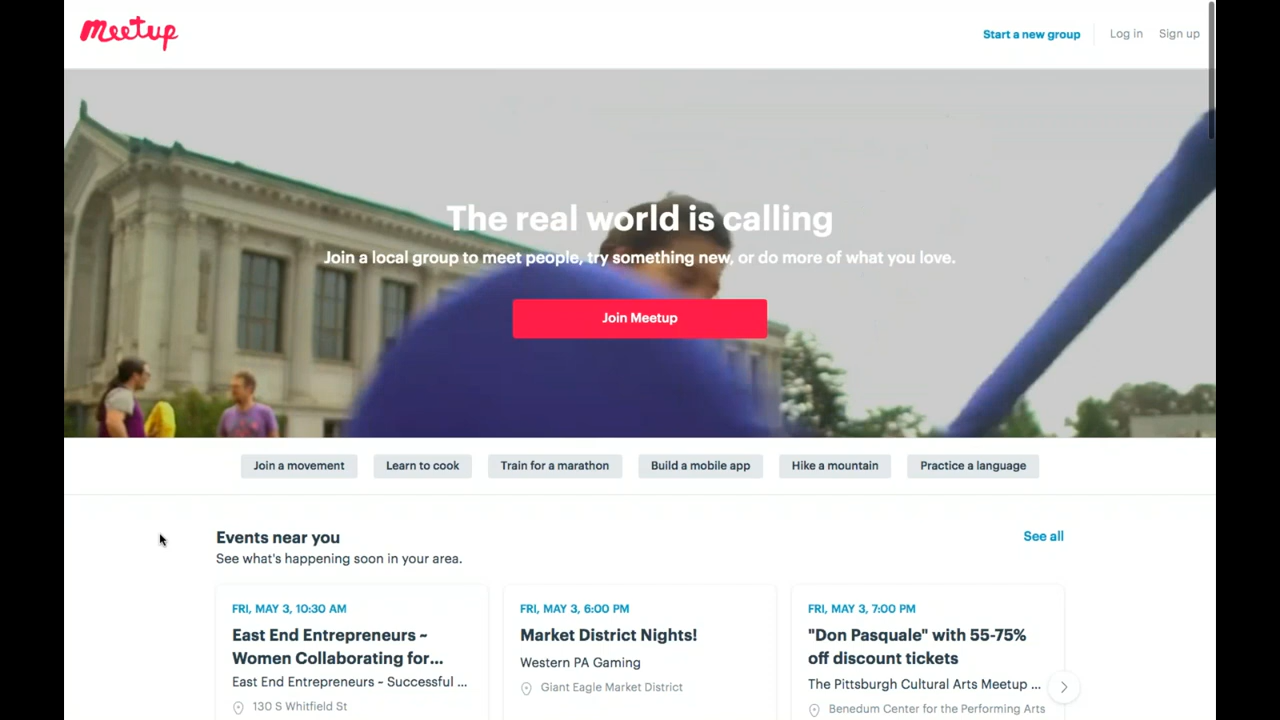 Meetup
Start a new group
Log in
Sign up
The real world is calling
Join a local group to meet people, try something new, or do more of what you love.
Join Meetup
Join a movement
Learn to cook
Train for a marathon
Build a mobile app
Hike a mountain
Practice a language
Events near you
See all
See what's happening soon in your area.
FRI, MAY 3, 10:30 AM
East End Entrepreneurs ~
Women Collaborating for...
East End Entrepreneurs ~ Successful ...
130 S Whitfield St
FRI, MAY 3, 6:00 PM
Market District Nights!
Western PA Gaming
Giant Eagle Market District
FRI, MAY 3, 7:00 PM
"Don Pasquale" with 55-75%
off discount tickets
The Pittsburgh Cultural Arts Meetup ...
Benedum Center for the Performing Arts